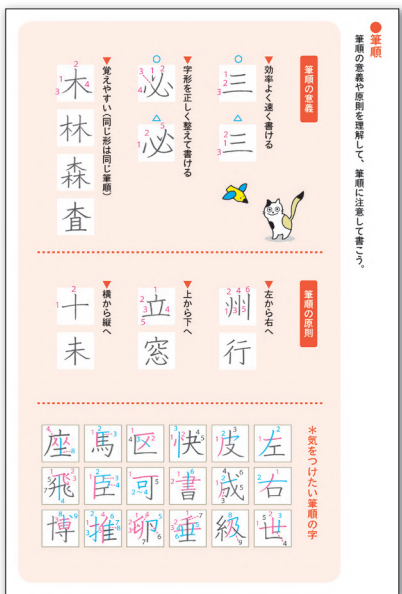 ●筆順
筆順の意義や原則を理解して、筆順に注意して書こう。
筆順の意義
▼効率よく速く書ける
○三
△三
▼字形を正しく整えて書ける
○必
△必
▼覚えやすい(同じ形は同じ筆順)
木林森査
筆順の原則
▼左から右へ
州行
▼上から下へ
立窓
▼横から縦へ
十未
*気をつけたい筆順の字
左右世
皮成級
快書垂
区可卵
馬臣推
座飛博